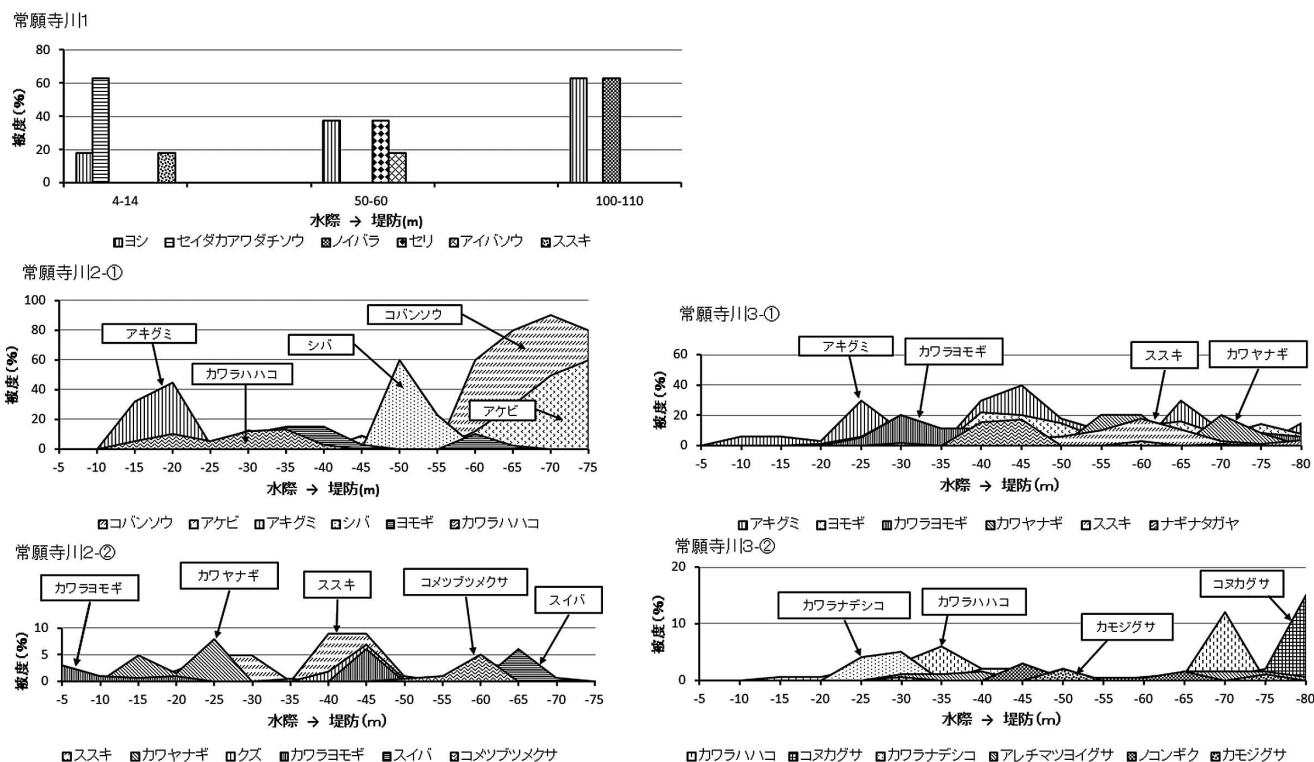 常願寺川1
被度(%)
80
60
40
20
0
4-14 50-60 100-110
水際 → 堤防(m)
ヨシ セイダカアワダチソウ ノイバラ セリ アイバソウ ススキ
常願寺川2-①
被度(%)
100
80
60
40
20
0
アキグミ
カワラハハコ
シバ
コバンソウ
アケビ
-5 -10 -15 -20 -25 -30 -35 -40 -45 -50 -55 -60 -65 -70 -75
水際 → 堤防(m)
コバンソウ アケビ アキグミ シバ ヨモギ カワラハハコ
常願寺川3-①
被度(%)
60
40
20
0
アキグミ
カワラヨモギ
ススキ
カワヤナギ
-5 -10 -15 -20 -25 -30 -35 -40 -45 -50 -55 -60 -65 -70 -75 -80
水際 → 堤防(m)
アキグミ ヨモギ カワラヨモギ カワヤナギ ススキ ナギナタガヤ
常願寺川2-②
被度(%)
10
5
0
カワラヨモギ
カワヤナギ
ススキ
コメツブツメクサ
スイバ
-5 -10 -15 -20 -25 -30 -35 -40 -45 -50 -55 -60 -65 -70 -75
水際 → 堤防(m)
ススキ カワヤナギ クズ カワラヨモギ スイバ コメツブツメクサ
常願寺川3-②
被度(%)
20
10
0
カワラナデシコ
カワラハハコ
カモジグサ
コヌカグサ
-5 -10 -15 -20 -25 -30 -35 -40 -45 -50 -55 -60 -65 -70 -75 -80
水際 → 堤防(m)
カワラハハコ コヌカグサ カワラナデシコ アレチマツヨイグサ ノコンギク カモジグサ